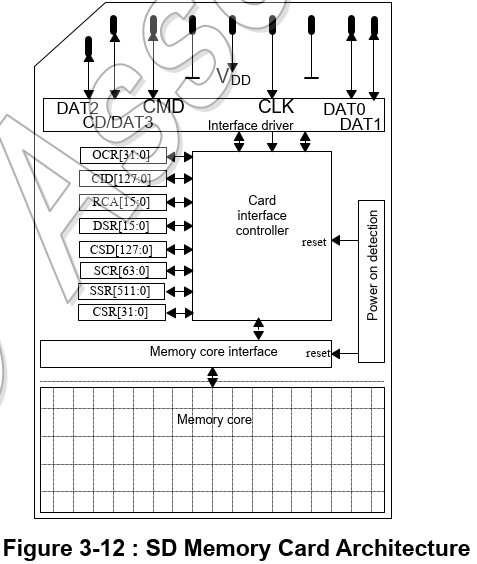 VDD
DAT2 CMD CLK DAT0
CD/DAT3 Interface driver DAT1
OCR[31:0]
CID[127:0]
RCA[15:0]
DSR[15:0]
CSD[127:0]
SCR[63:0]
SSR[511:0]
CSR[31:0]
Card
interface
controller
reset
Power on detection
Memory core interface reset
Memory core
Figure 3-12 : SD Memory Card Architecture